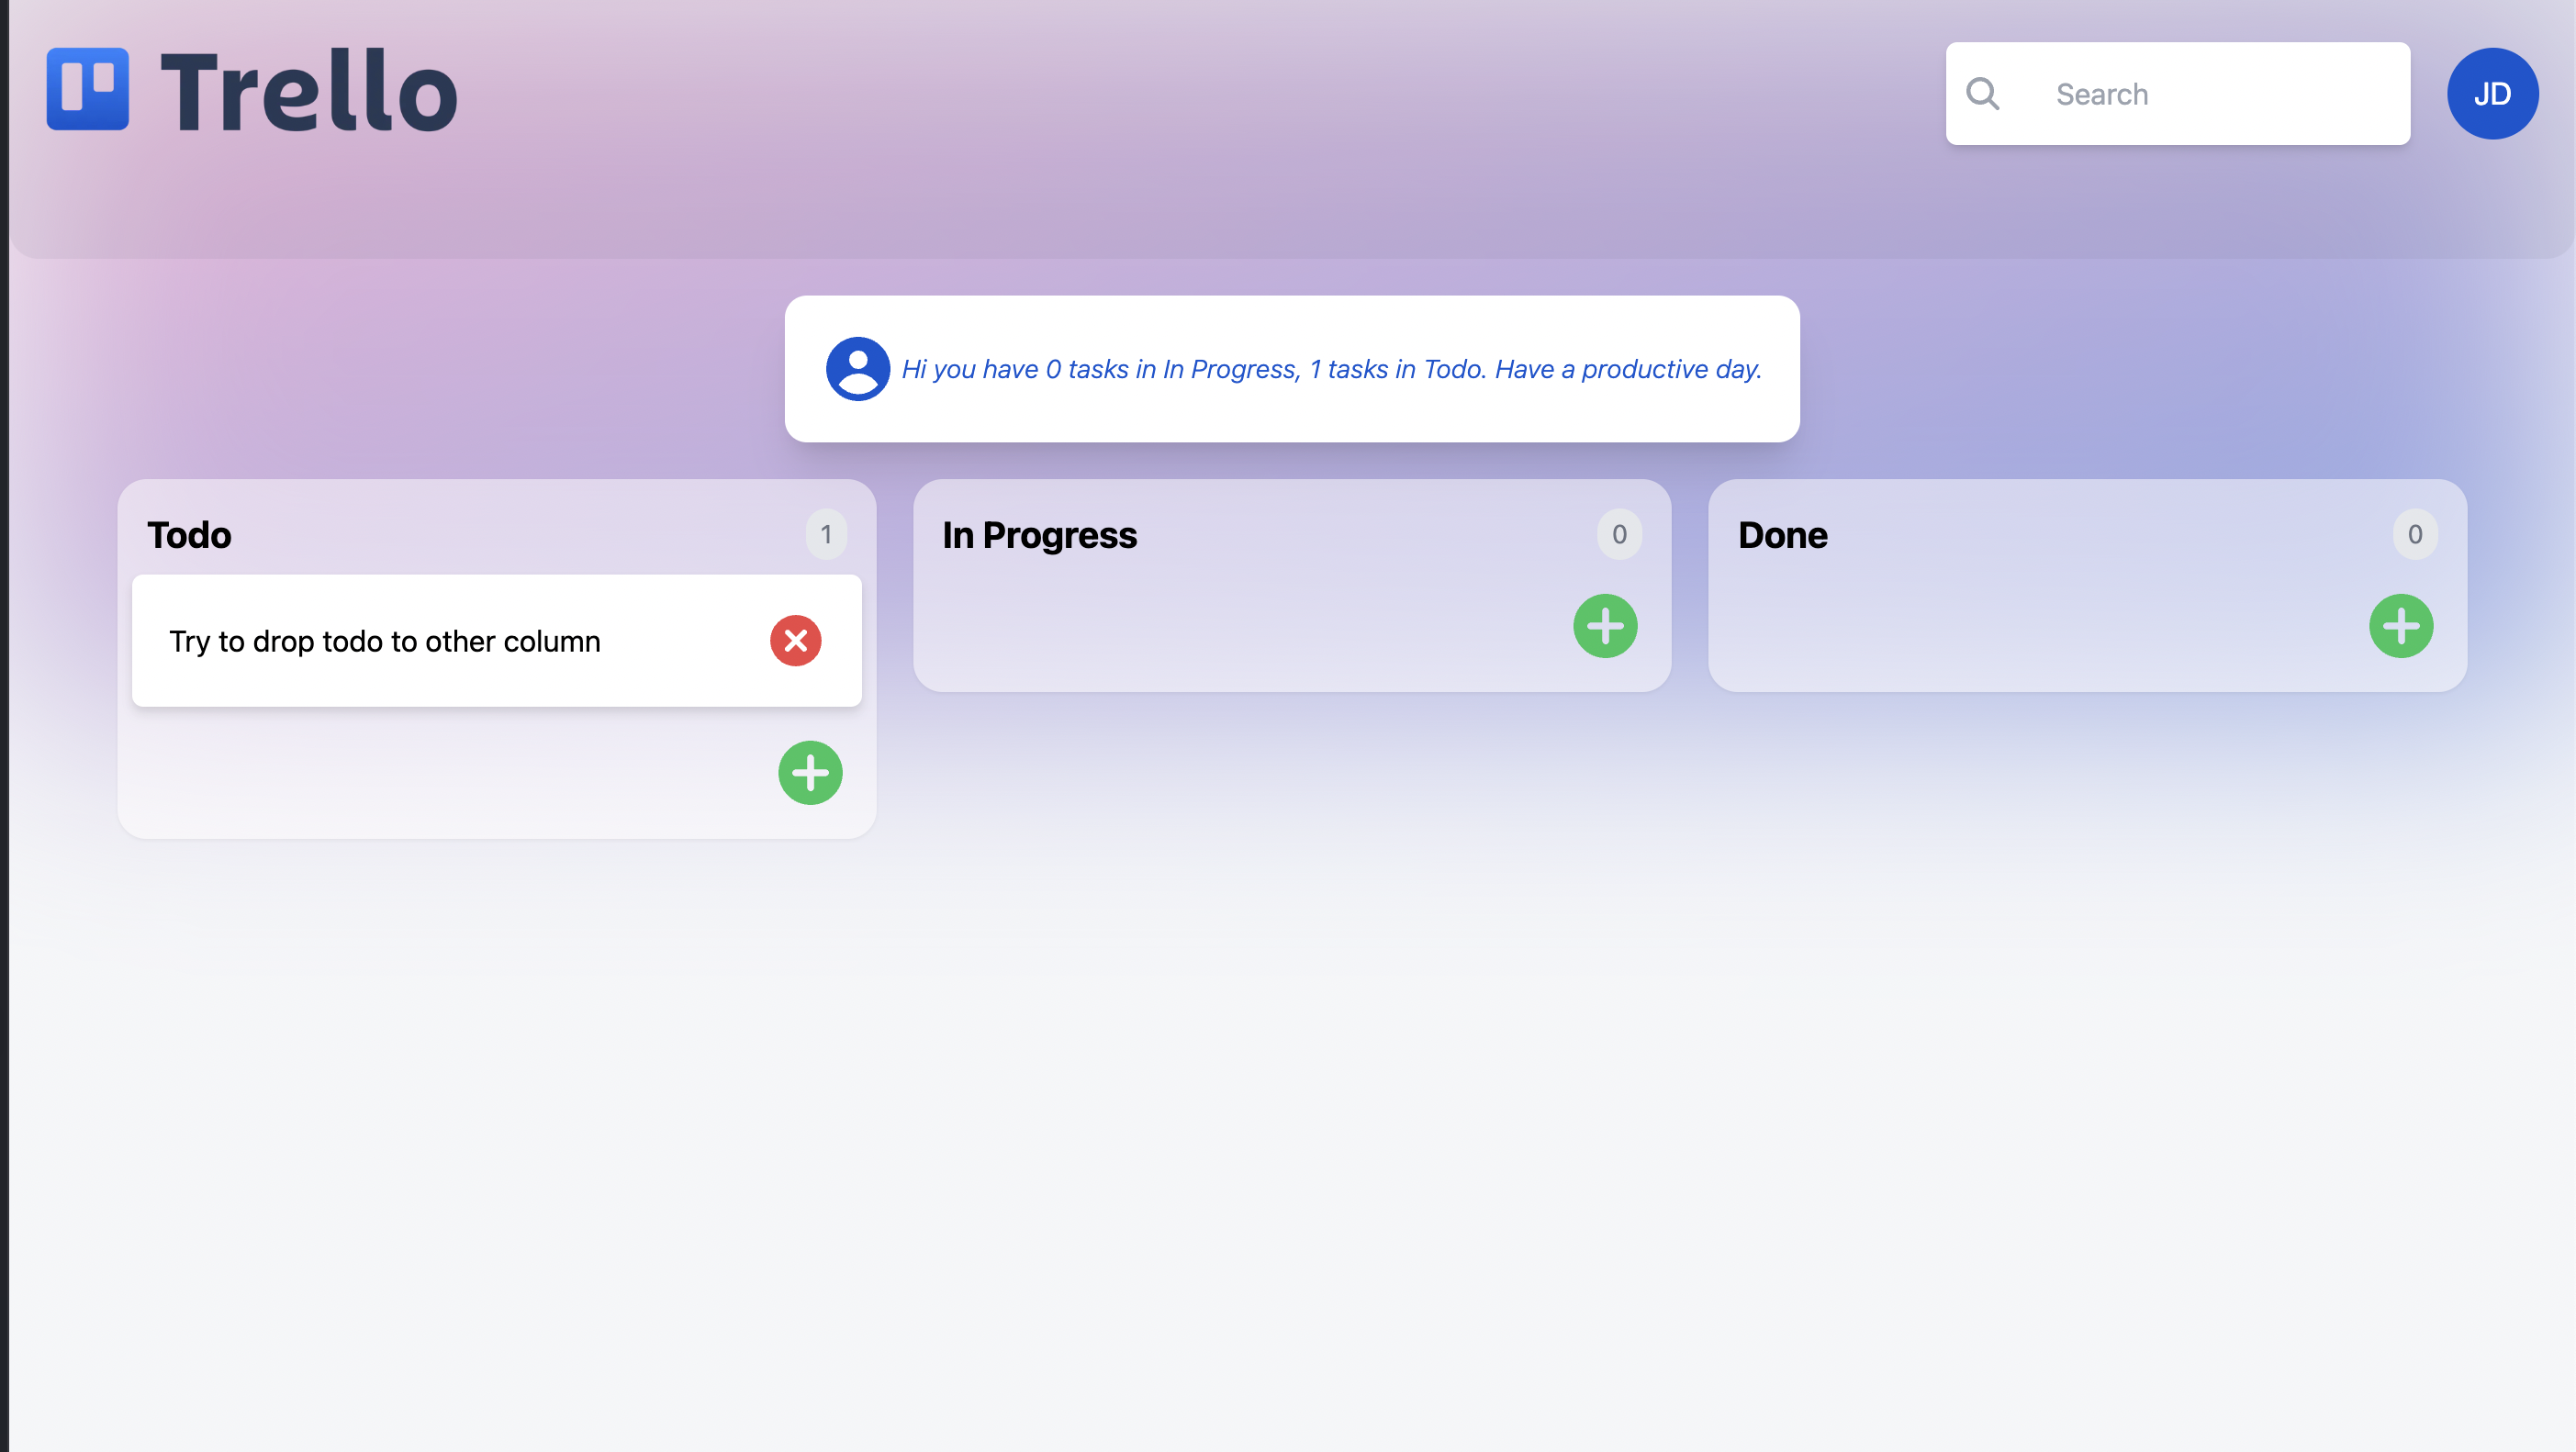 Trello
Search
JD
Hi you have 0 tasks in In Progress, 1 tasks in Todo. Have a productive day.
Todo
1
Try to drop todo to other column
In Progress
0
Done
0